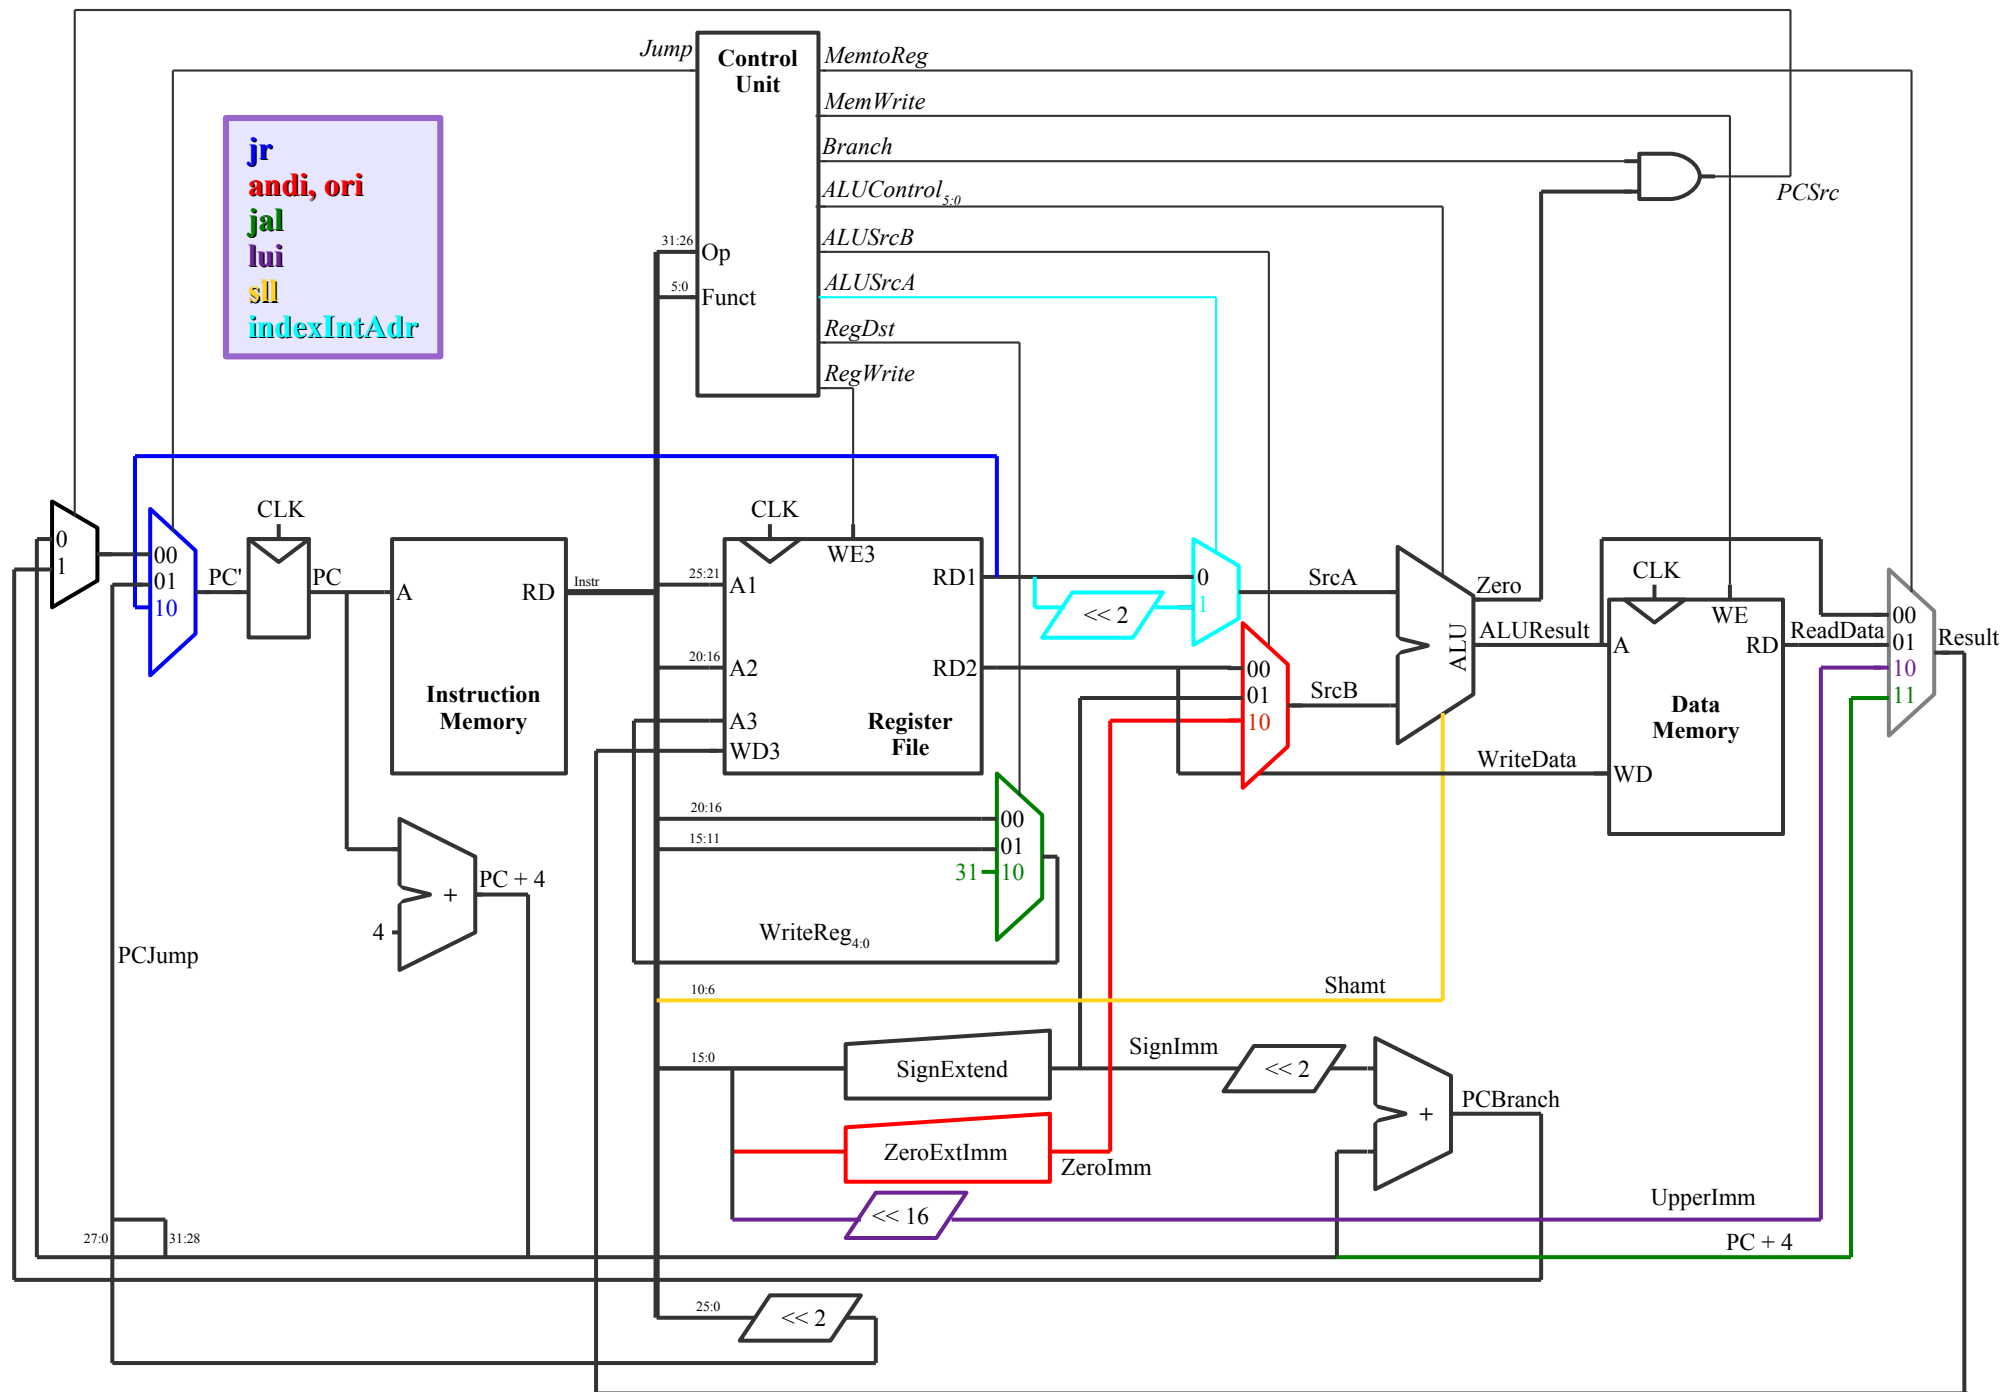 Jump
Control
Unit
MemtoReg
MemWrite
Branch
ALUControl5:0
ALUSrcB
ALUSrcA
RegDst
RegWrite
31:26
Op
5:0
Funct
PCSrc
jr
andi, ori
jal
lui
sll
indexIntAdr
0
1
00
01
10
PC'
CLK
PC
A
RD
Instruction
Memory
Instr
25:21
20:16
CLK
WE3
A1
A2
A3
WD3
RD1
RD2
Register
File
<< 2
0
1
SrcA
00
01
10
SrcB
ALU
Zero
ALUResult
WriteData
CLK
WE
A
RD
Data
Memory
WD
ReadData
00
01
10
11
Result
20:16
15:11
31
00
01
10
WriteReg4:0
PC + 4
+
4
PCJump
10:6
Shamt
15:0
SignExtend
SignImm
<< 2
+
PCBranch
ZeroExtImm
ZeroImm
<< 16
UpperImm
27:0
31:28
PC + 4
25:0
<< 2